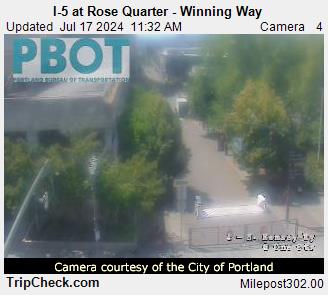 I-5 at Rose Quarter - Winning Way
Updated Jul 17 2024 11:32 AM Camera 4
PBOT
PORTLAND BUREAU OF TRANSPORTATION
Camera courtesy of the City of Portland
TripCheck.com Milepost302.00